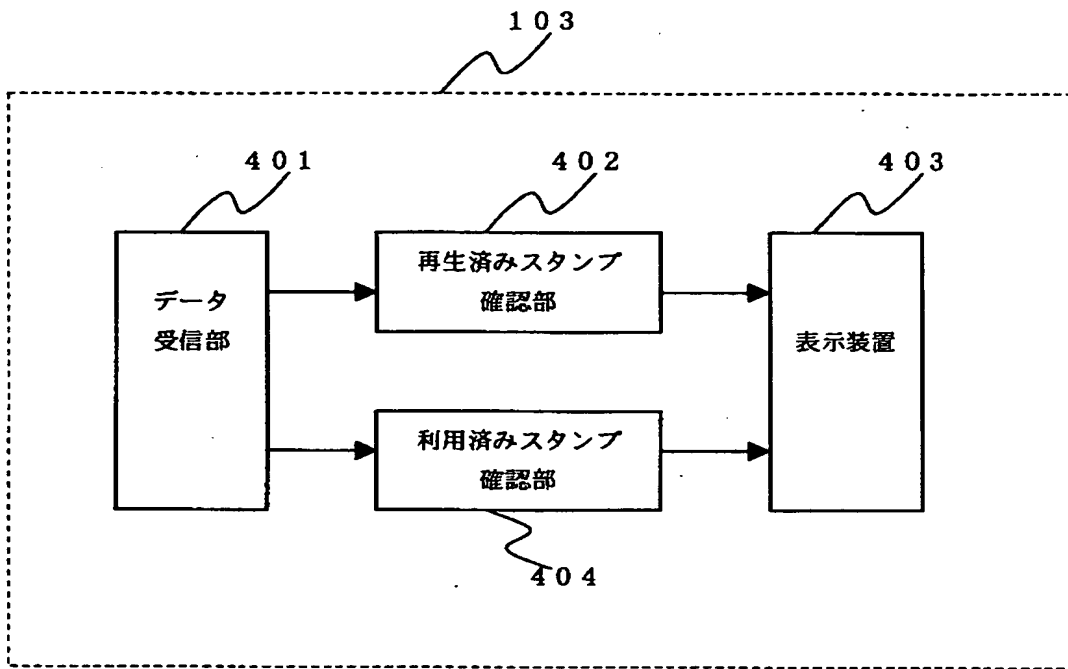 １０３
４０１
４０２
４０３
データ
受信部
再生済みスタンプ
確認部
表示装置
利用済みスタンプ
確認部
４０４